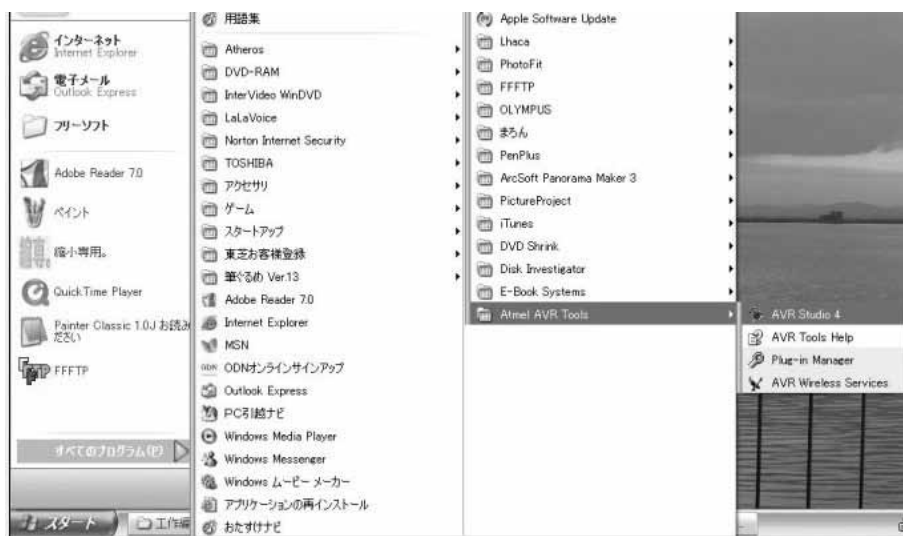 インターネット
Internet Explorer
電子メール
Outlook Express
フリーソフト
Adobe Reader 7.0
ペイント
縮小専用。
QuickTime Player
Painter Classic 1.0J お読み
ださい
FFFTP
すべてのプログラム(P)
スタート
工作編
用語集
Atheros
DVD-RAM
InterVideo WinDVD
LaLaVoice
Norton Internet Security
TOSHIBA
アクセサリ
ゲーム
スタートアップ
東芝お客様登録
筆ぐるめ Ver.13
Adobe Reader 7.0
Internet Explorer
MSN
ODN ODNオンラインサインアップ
Outlook Express
PC引越ナビ
Windows Media Player
Windows Messenger
Windows ムービー メーカー
アプリケーションの再インストール
おたすけナビ
Apple Software Update
Lhaca
PhotoFit
FFFTP
OLYMPUS
まろん
PenPlus
ArcSoft Panorama Maker 3
PictureProject
iTunes
DVD Shrink
Disk Investigator
E-Book Systems
Atmel AVR Tools
AVR Studio 4
AVR Tools Help
Plug-in Manager
AVR Wireless Services